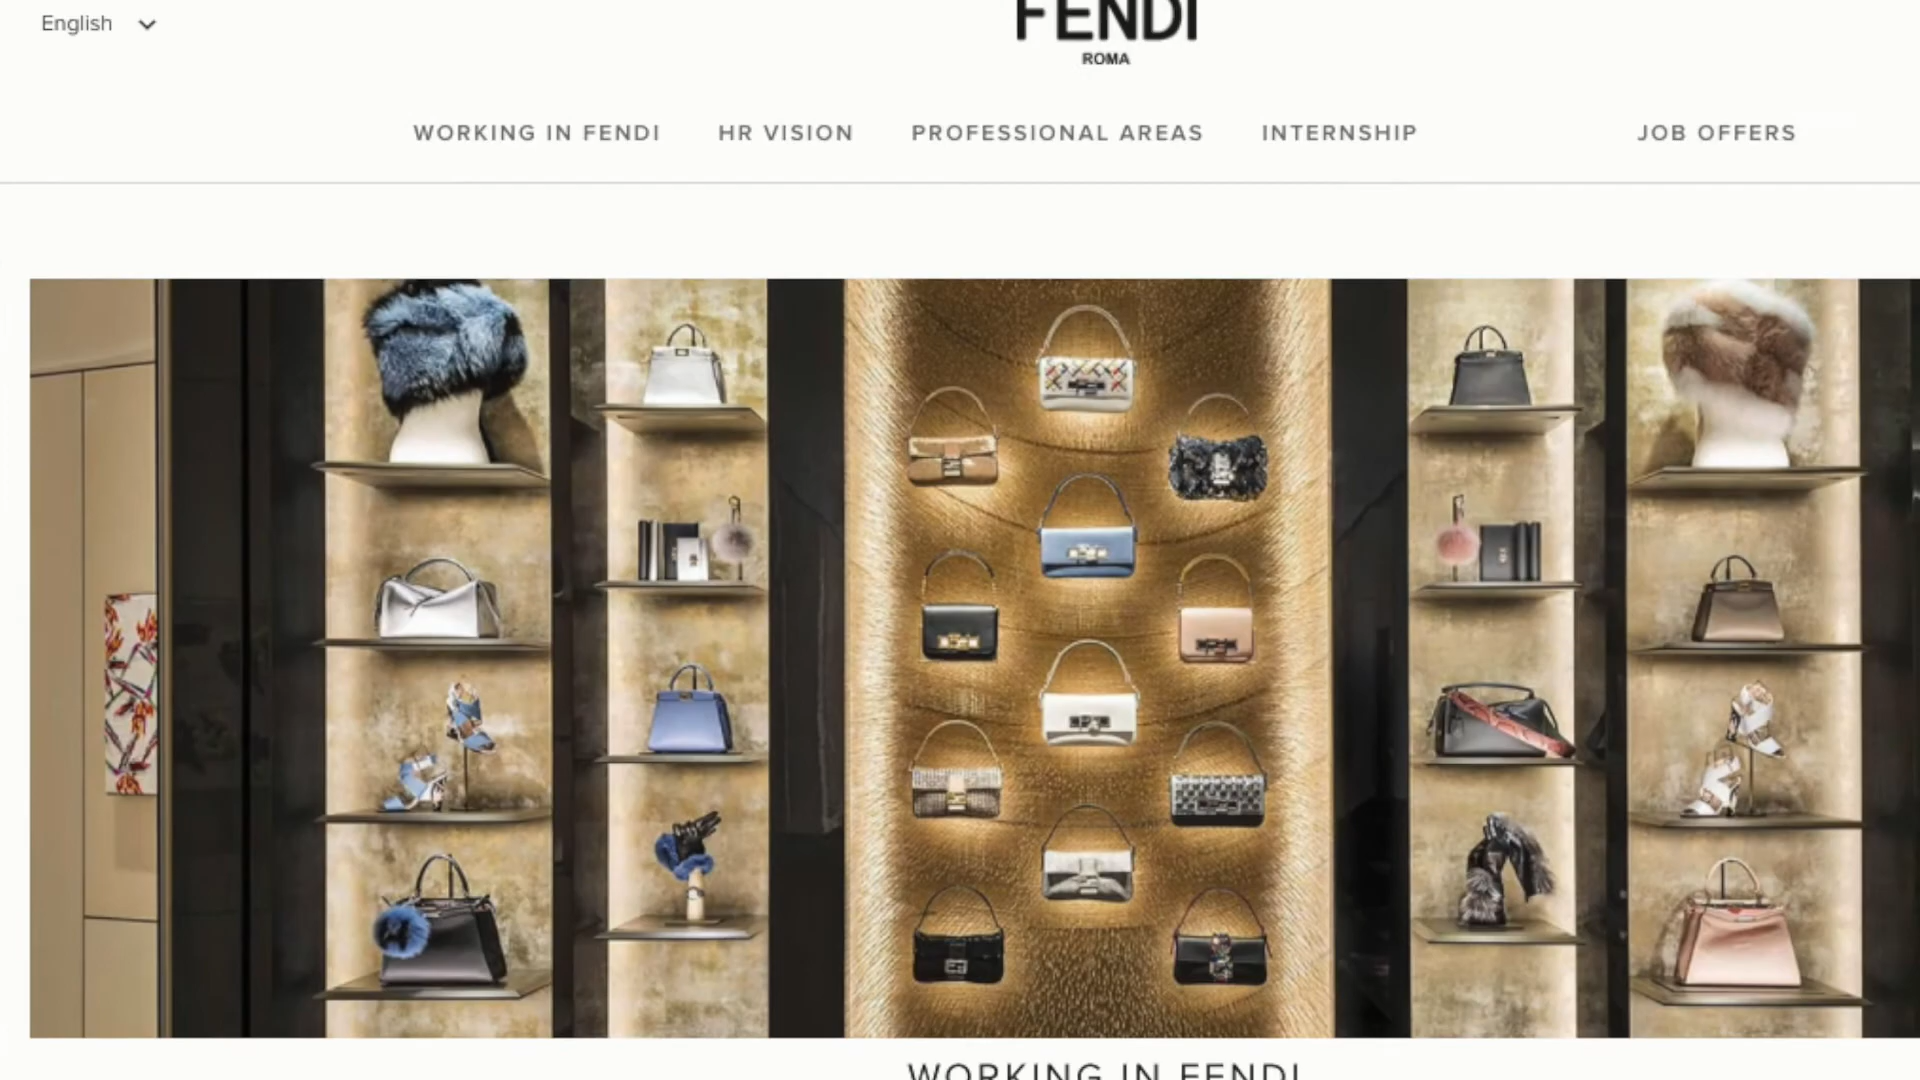 English
FENDI
ROMA
WORKING IN FENDI
HR VISION
PROFESSIONAL AREAS
INTERNSHIP
JOB OFFERS
WORKING IN FENDI